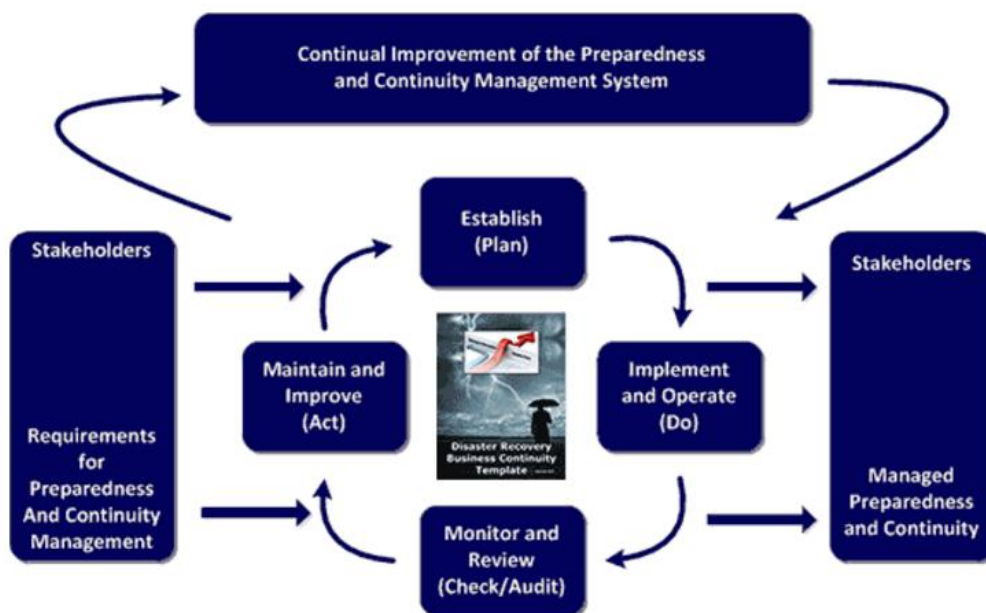 Continual Improvement of the Preparedness
and Continuity Management System
Establish
(Plan)
Stakeholders
Requirements
for
Preparedness
And Continuity
Management
Maintain and
Improve
(Act)
Disaster Recovery
Business Continuity
Template
Implement
and Operate
(Do)
Stakeholders
Managed
Preparedness
and Continuity
Monitor and
Review
(Check/Audit)